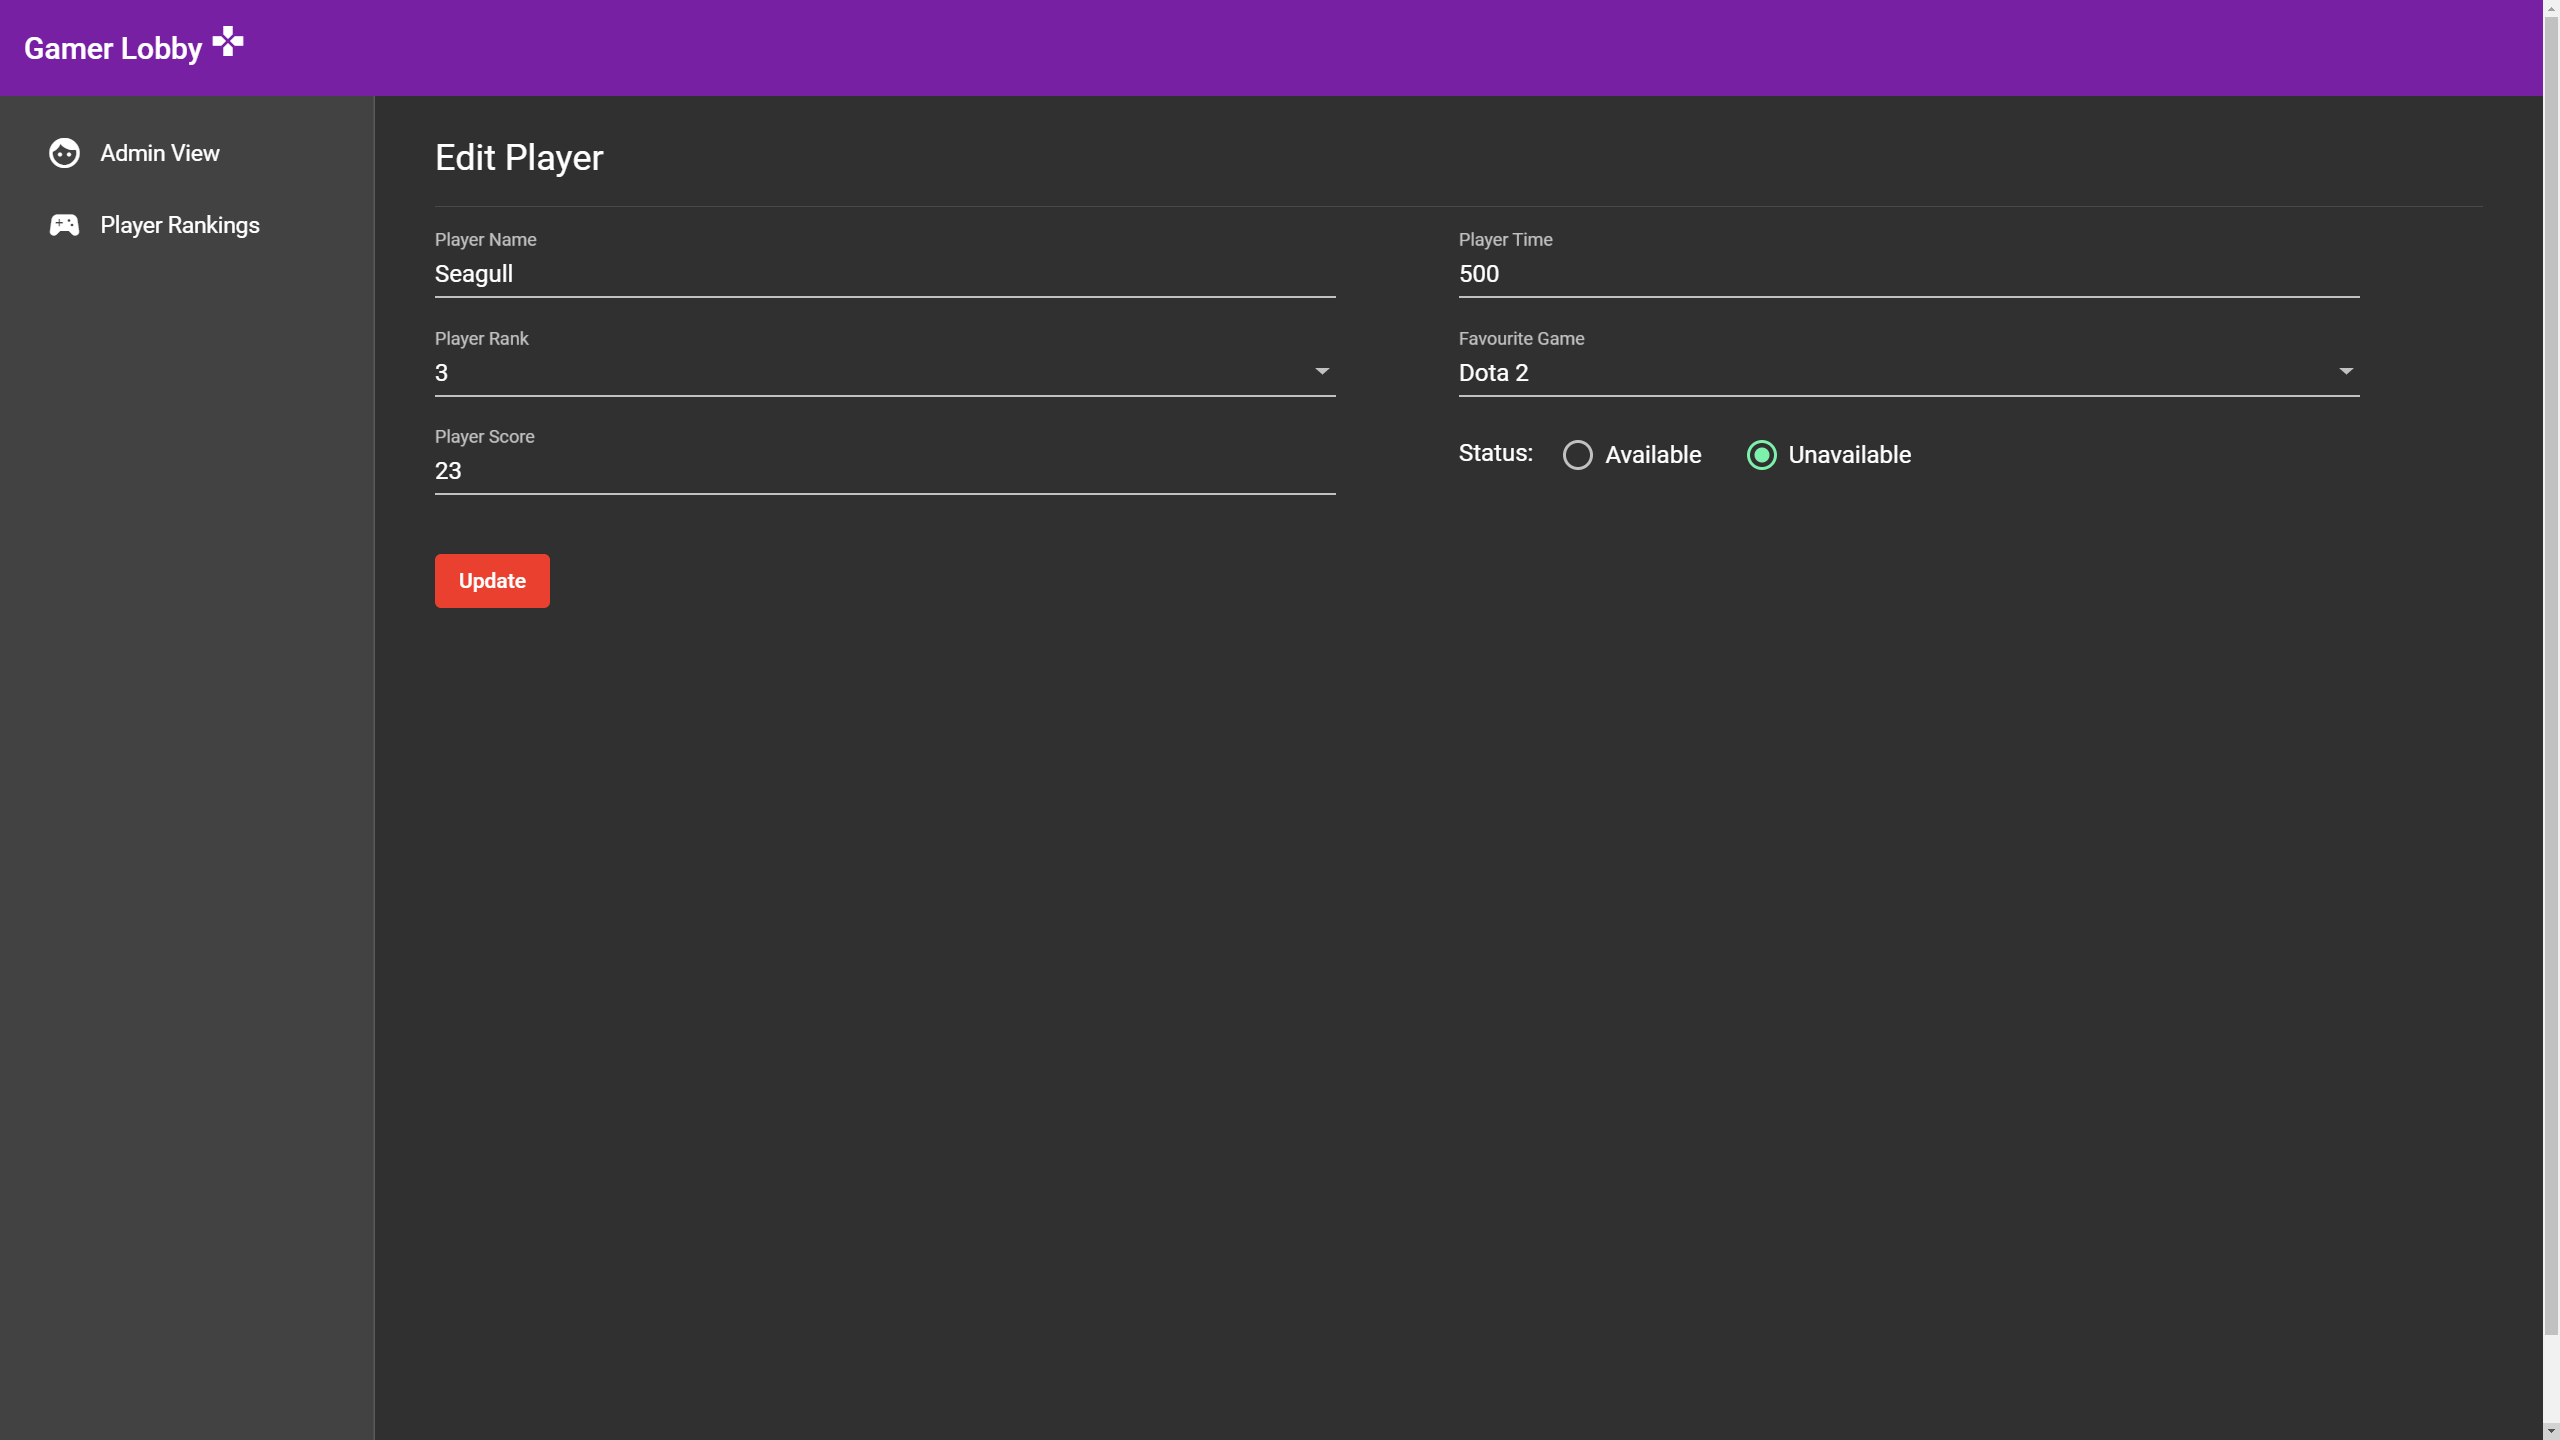 Gamer Lobby
Admin View
Player Rankings
Edit Player
Player Name
Seagull
Player Time
500
Player Rank
3
Favourite Game
Dota 2
Player Score
23
Status: Available Unavailable
Update